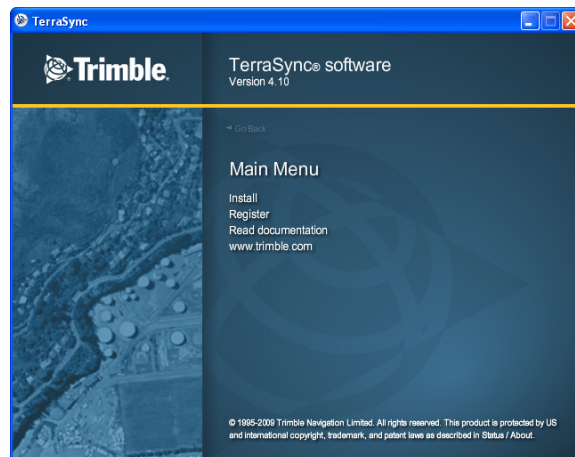 TerraSync
Trimble.
TerraSync® software
Version 4.10
Go Back
Main Menu
Install
Register
Read documentation
www.trimble.com
© 1995-2009 Trimble Navigation Limited. All rights reserved. This product is protected by US
and international copyright, trademark, and patent laws as described in Status / About.